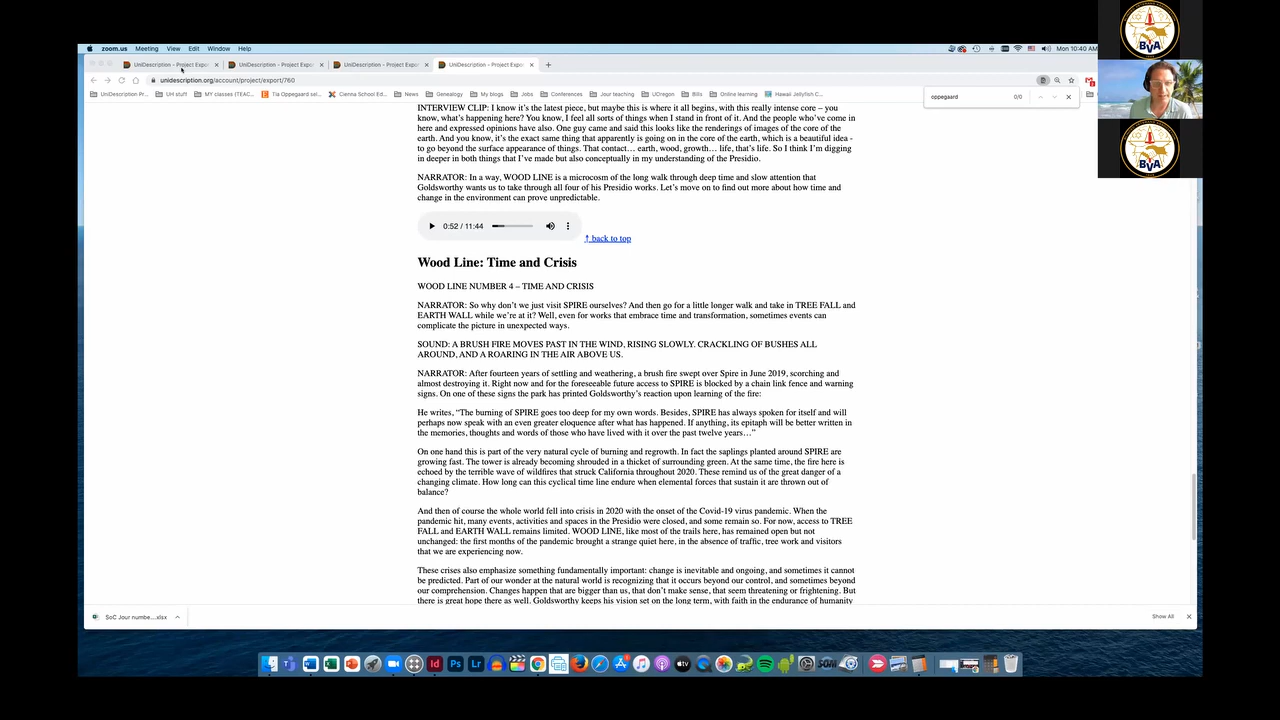 zoom.us Meeting View Edit Window Help
Mon 10:40 AM
UniDescription - Project Expor × UniDescription - Project Expor × UniDescription - Project Expor × UniDescription - Project Expor × +
unidescription.org/account/project/export/760
UniDescription Pr... UH stuff MY classes (TEAC... Tia Oppegaard sel... Cienna School Ed... News Genealogy My blogs Jobs Conferences Jour teaching UOregon Bills Online learning Hawaii Jellyfish C...
oppegaard 0/0
INTERVIEW CLIP: I know it's the latest piece, but maybe this is where it all begins, with this really intense core – you
know, what's happening here? You know, I feel all sorts of things when I stand in front of it. And the people who've come in
here and expressed opinions have also. One guy came and said this looks like the renderings of images of the core of the
earth. And you know, it's the exact same thing that apparently is going on in the core of the earth, which is a beautiful idea -
to go beyond the surface appearance of things. That contact… earth, wood, growth… life, that's life. So I think I'm digging
in deeper in both things that I've made but also conceptually in my understanding of the Presidio.
NARRATOR: In a way, WOOD LINE is a microcosm of the long walk through deep time and slow attention that
Goldsworthy wants us to take through all four of his Presidio works. Let's move on to find out more about how time and
change in the environment can prove unpredictable.
0:52 / 11:44
↑ back to top
Wood Line: Time and Crisis
WOOD LINE NUMBER 4 – TIME AND CRISIS
NARRATOR: So why don't we just visit SPIRE ourselves? And then go for a little longer walk and take in TREE FALL and
EARTH WALL while we're at it? Well, even for works that embrace time and transformation, sometimes events can
complicate the picture in unexpected ways.
SOUND: A BRUSH FIRE MOVES PAST IN THE WIND, RISING SLOWLY. CRACKLING OF BUSHES ALL
AROUND, AND A ROARING IN THE AIR ABOVE US.
NARRATOR: After fourteen years of settling and weathering, a brush fire swept over Spire in June 2019, scorching and
almost destroying it. Right now and for the foreseeable future access to SPIRE is blocked by a chain link fence and warning
signs. On one of these signs the park has printed Goldsworthy's reaction upon learning of the fire:
He writes, “The burning of SPIRE goes too deep for my own words. Besides, SPIRE has always spoken for itself and will
perhaps now speak with an even greater eloquence after what has happened. If anything, its epitaph will be better written in
the memories, thoughts and words of those who have lived with it over the past twelve years…”
On one hand this is part of the very natural cycle of burning and regrowth. In fact the saplings planted around SPIRE are
growing fast. The tower is already becoming shrouded in a thicket of surrounding green. At the same time, the fire here is
echoed by the terrible wave of wildfires that struck California throughout 2020. These remind us of the great danger of a
changing climate. How long can this cyclical time line endure when elemental forces that sustain it are thrown out of
balance?
And then of course the whole world fell into crisis in 2020 with the onset of the Covid-19 virus pandemic. When the
pandemic hit, many events, activities and spaces in the Presidio were closed, and some remain so. For now, access to TREE
FALL and EARTH WALL remains limited. WOOD LINE, like most of the trails here, has remained open but not
unchanged: the first months of the pandemic brought a strange quiet here, in the absence of traffic, tree work and visitors
that we are experiencing now.
These crises also emphasize something fundamentally important: change is inevitable and ongoing, and sometimes it cannot
be predicted. Part of our wonder at the natural world is recognizing that it occurs beyond our control, and sometimes beyond
our comprehension. Changes happen that are bigger than us, that don't make sense, that seem threatening or frightening. But
there is great hope there as well. Goldsworthy keeps his vision set on the long term, with faith in the endurance of humanity
SoC Jour numbe....xlsx
Show All
BVA
BVA